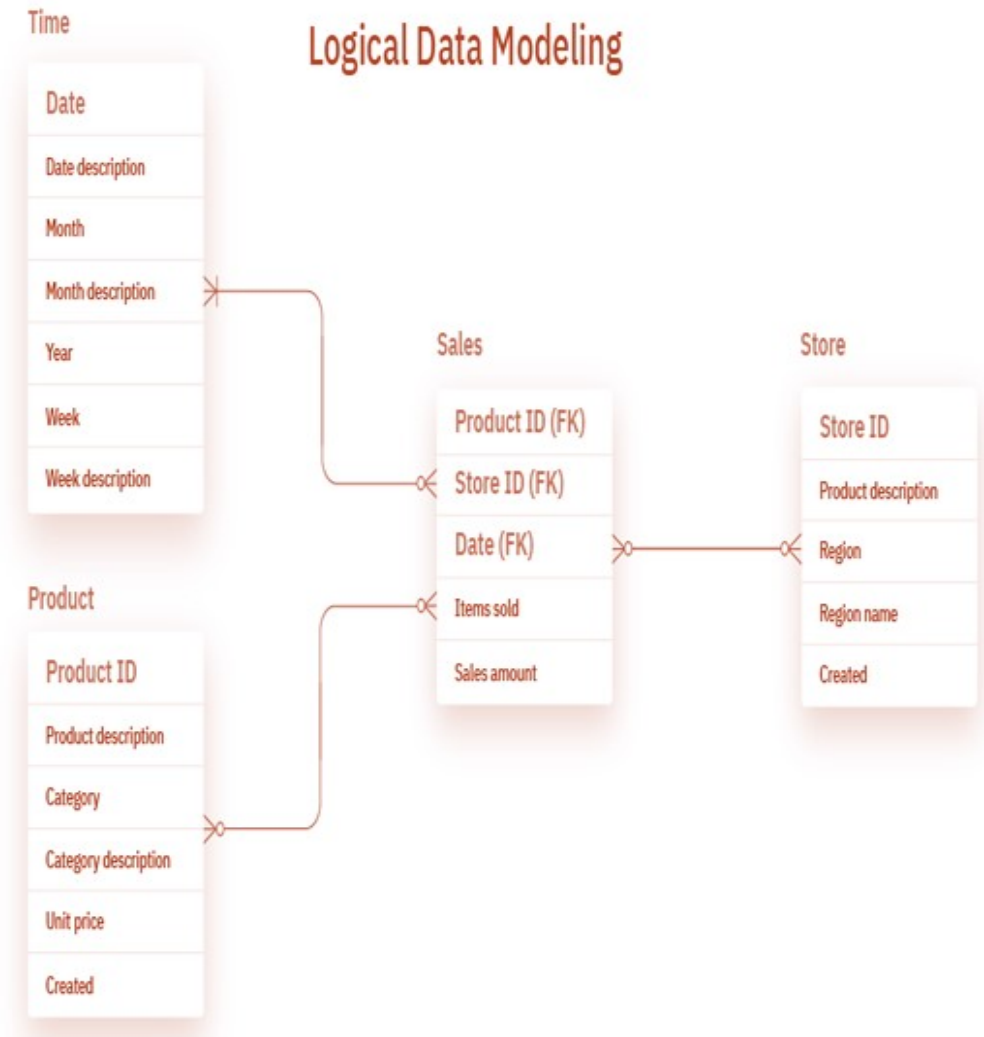 Logical Data Modeling
Time
Date
Date description
Month
Month description
Year
Week
Week description
Product
Product ID
Product description
Category
Category description
Unit price
Created
Sales
Product ID (FK)
Store ID (FK)
Date (FK)
Items sold
Sales amount
Store
Store ID
Product description
Region
Region name
Created